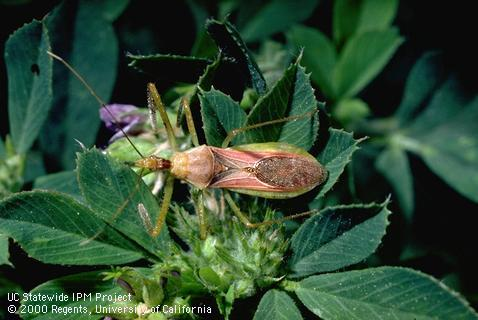 UC Statewide IPM Project
© 2000 Regents, University of California